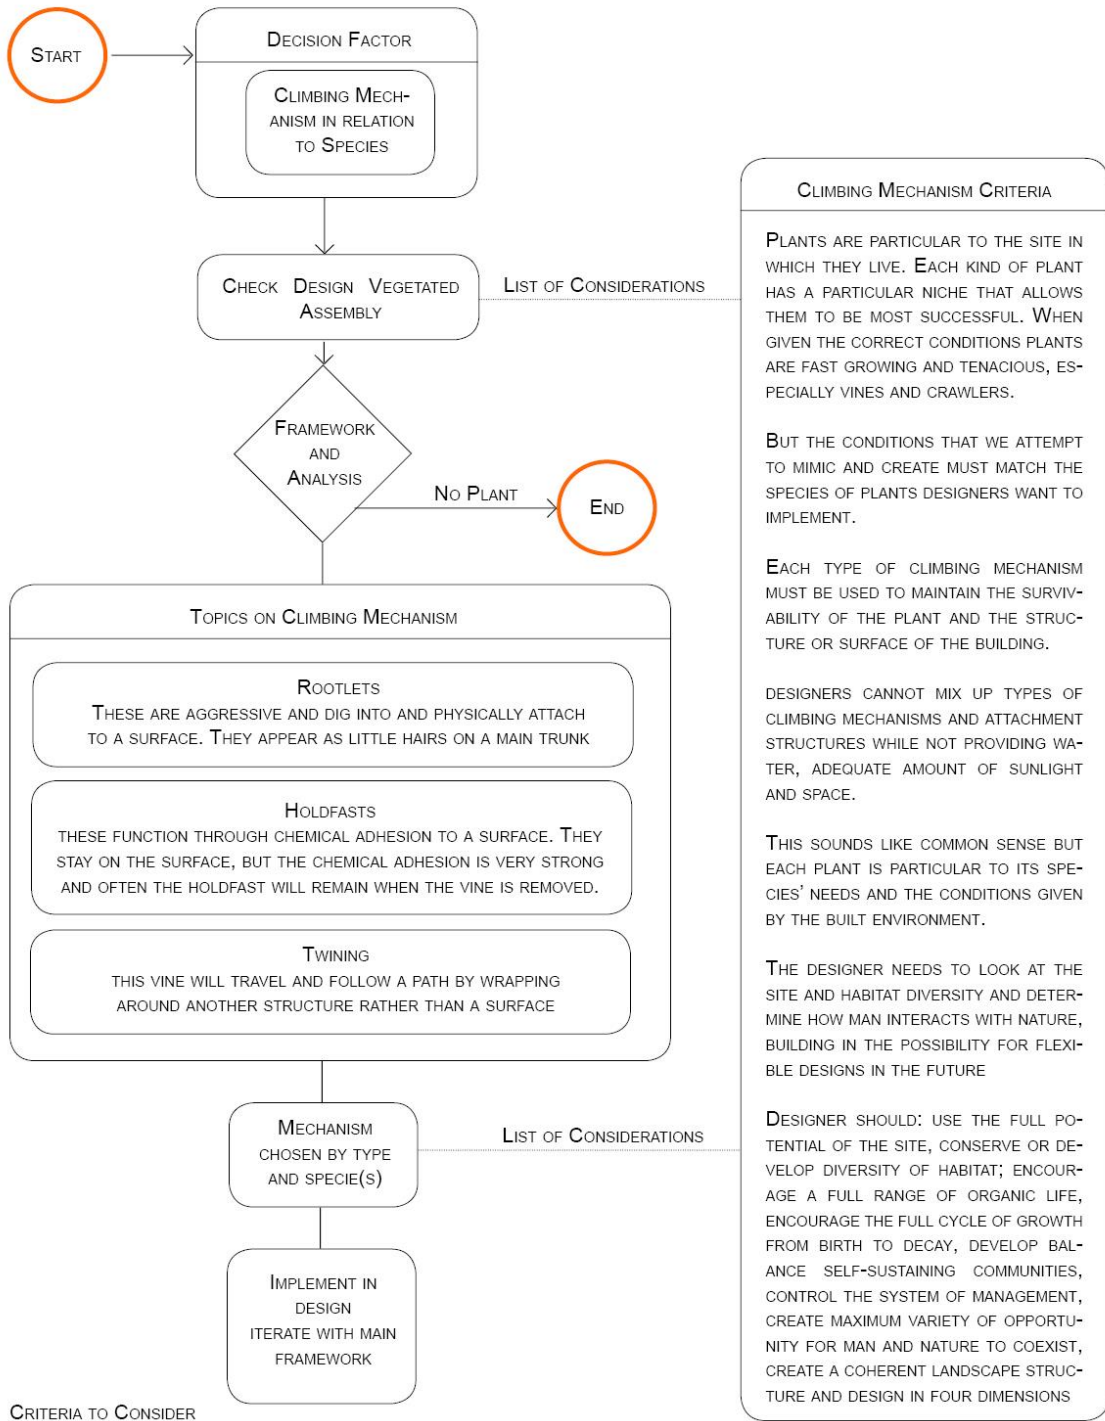 START
DECISION FACTOR
CLIMBING MECH-
ANISM IN RELATION
TO SPECIES
CHECK DESIGN VEGETATED
ASSEMBLY
LIST OF CONSIDERATIONS
FRAMEWORK
AND
ANALYSIS
NO PLANT
END
TOPICS ON CLIMBING MECHANISM
ROOTLETS
THESE ARE AGGRESSIVE AND DIG INTO AND PHYSICALLY ATTACH
TO A SURFACE. THEY APPEAR AS LITTLE HAIRS ON A MAIN TRUNK
HOLDFASTS
THESE FUNCTION THROUGH CHEMICAL ADHESION TO A SURFACE. THEY
STAY ON THE SURFACE, BUT THE CHEMICAL ADHESION IS VERY STRONG
AND OFTEN THE HOLDFAST WILL REMAIN WHEN THE VINE IS REMOVED.
TWINING
THIS VINE WILL TRAVEL AND FOLLOW A PATH BY WRAPPING
AROUND ANOTHER STRUCTURE RATHER THAN A SURFACE
MECHANISM
CHOSEN BY TYPE
AND SPECIE(S)
LIST OF CONSIDERATIONS
IMPLEMENT IN
DESIGN
ITERATE WITH MAIN
FRAMEWORK
CLIMBING MECHANISM CRITERIA
PLANTS ARE PARTICULAR TO THE SITE IN
WHICH THEY LIVE. EACH KIND OF PLANT
HAS A PARTICULAR NICHE THAT ALLOWS
THEM TO BE MOST SUCCESSFUL. WHEN
GIVEN THE CORRECT CONDITIONS PLANTS
ARE FAST GROWING AND TENACIOUS, ES-
PECIALLY VINES AND CRAWLERS.
BUT THE CONDITIONS THAT WE ATTEMPT
TO MIMIC AND CREATE MUST MATCH THE
SPECIES OF PLANTS DESIGNERS WANT TO
IMPLEMENT.
EACH TYPE OF CLIMBING MECHANISM
MUST BE USED TO MAINTAIN THE SURVIV-
ABILITY OF THE PLANT AND THE STRUC-
TURE OR SURFACE OF THE BUILDING.
DESIGNERS CANNOT MIX UP TYPES OF
CLIMBING MECHANISMS AND ATTACHMENT
STRUCTURES WHILE NOT PROVIDING WA-
TER, ADEQUATE AMOUNT OF SUNLIGHT
AND SPACE.
THIS SOUNDS LIKE COMMON SENSE BUT
EACH PLANT IS PARTICULAR TO ITS SPE-
CIES' NEEDS AND THE CONDITIONS GIVEN
BY THE BUILT ENVIRONMENT.
THE DESIGNER NEEDS TO LOOK AT THE
SITE AND HABITAT DIVERSITY AND DETER-
MINE HOW MAN INTERACTS WITH NATURE,
BUILDING IN THE POSSIBILITY FOR FLEXI-
BLE DESIGNS IN THE FUTURE
DESIGNER SHOULD: USE THE FULL PO-
TENTIAL OF THE SITE, CONSERVE OR DE-
VELOP DIVERSITY OF HABITAT; ENCOUR-
AGE A FULL RANGE OF ORGANIC LIFE,
ENCOURAGE THE FULL CYCLE OF GROWTH
FROM BIRTH TO DECAY, DEVELOP BAL-
ANCE SELF-SUSTAINING COMMUNITIES,
CONTROL THE SYSTEM OF MANAGEMENT,
CREATE MAXIMUM VARIETY OF OPPORTU-
NITY FOR MAN AND NATURE TO COEXIST,
CREATE A COHERENT LANDSCAPE STRUC-
TURE AND DESIGN IN FOUR DIMENSIONS
CRITERIA TO CONSIDER